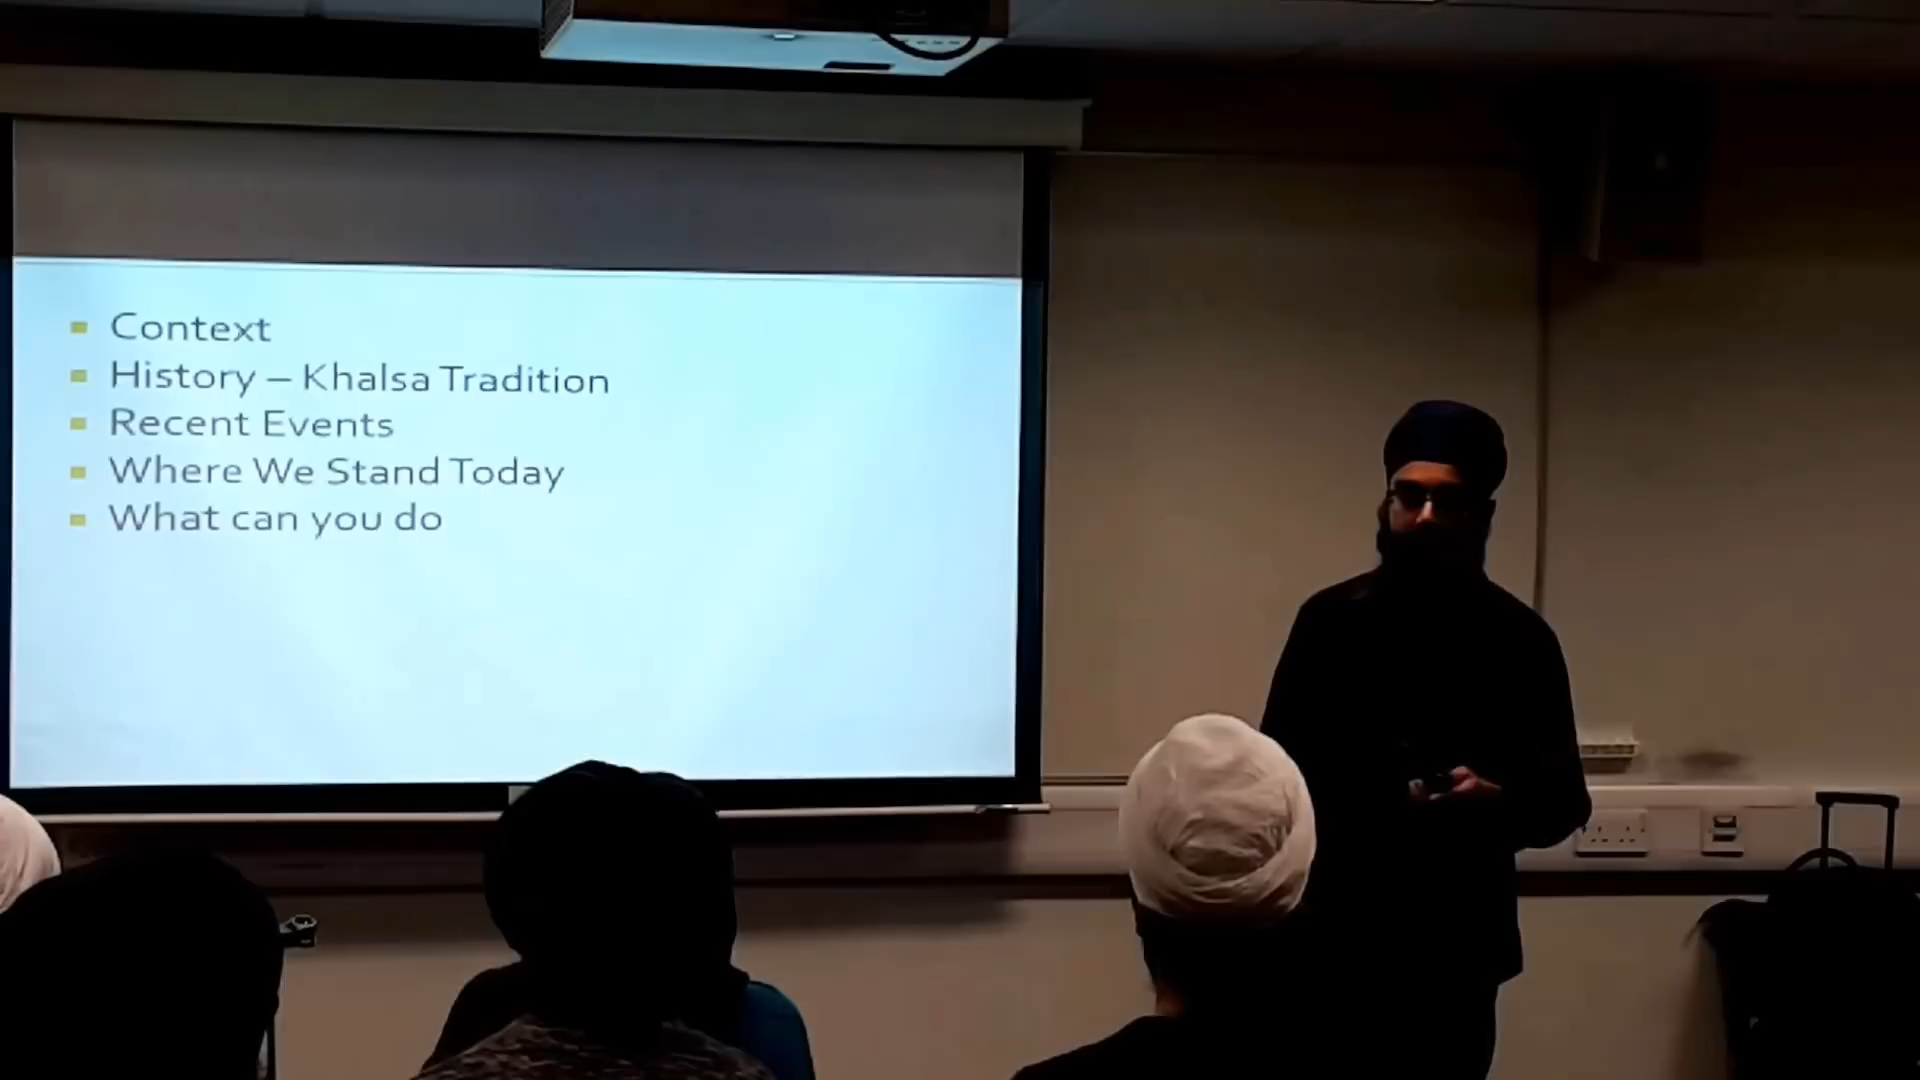 Context
History – Khalsa Tradition
Recent Events
Where We Stand Today
What can you do